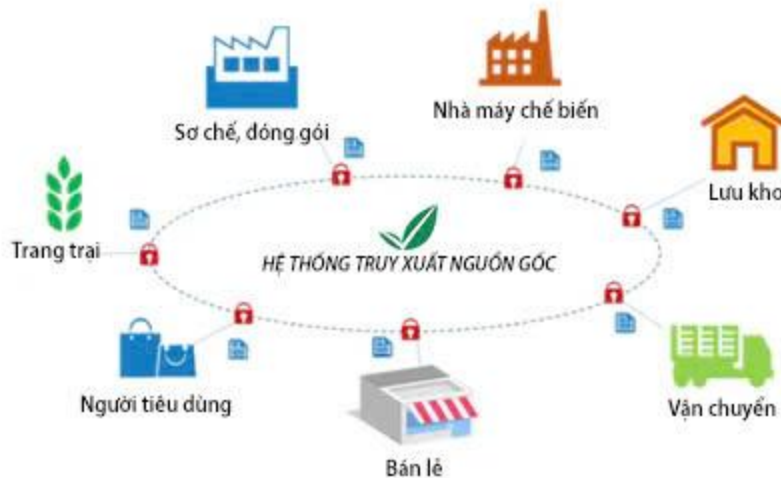 Sơ chế, đóng gói
Nhà máy chế biến
Lưu kho
Trang trại
HỆ THỐNG TRUY XUẤT NGUỒN GỐC
Người tiêu dùng
Vận chuyển
Bán lẻ